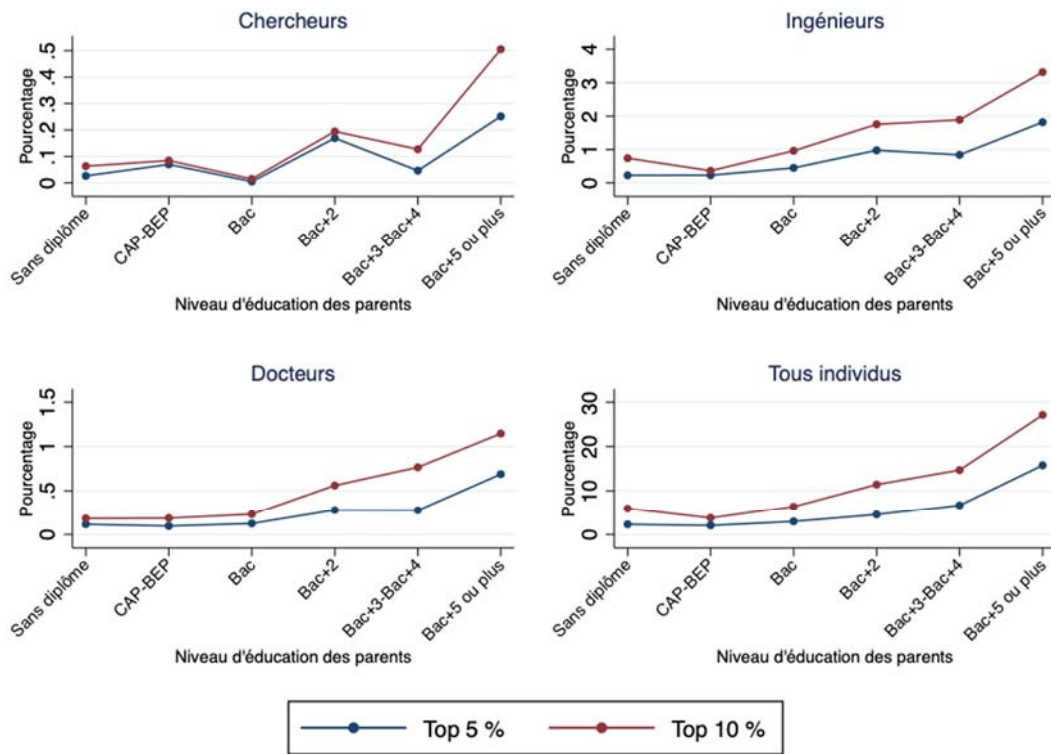 Chercheurs
Pourcentage
0 .1 .2 .3 .4 .5
Sans diplôme
CAP-BEP
Bac
Bac+2
Bac+3-Bac+4
Bac+5 ou plus
Niveau d'éducation des parents
Ingénieurs
Pourcentage
0 1 2 3 4
Sans diplôme
CAP-BEP
Bac
Bac+2
Bac+3-Bac+4
Bac+5 ou plus
Niveau d'éducation des parents
Docteurs
Pourcentage
0 .5 1 1.5
Sans diplôme
CAP-BEP
Bac
Bac+2
Bac+3-Bac+4
Bac+5 ou plus
Niveau d'éducation des parents
Tous individus
Pourcentage
0 10 20 30
Sans diplôme
CAP-BEP
Bac
Bac+2
Bac+3-Bac+4
Bac+5 ou plus
Niveau d'éducation des parents
Top 5 % Top 10 %